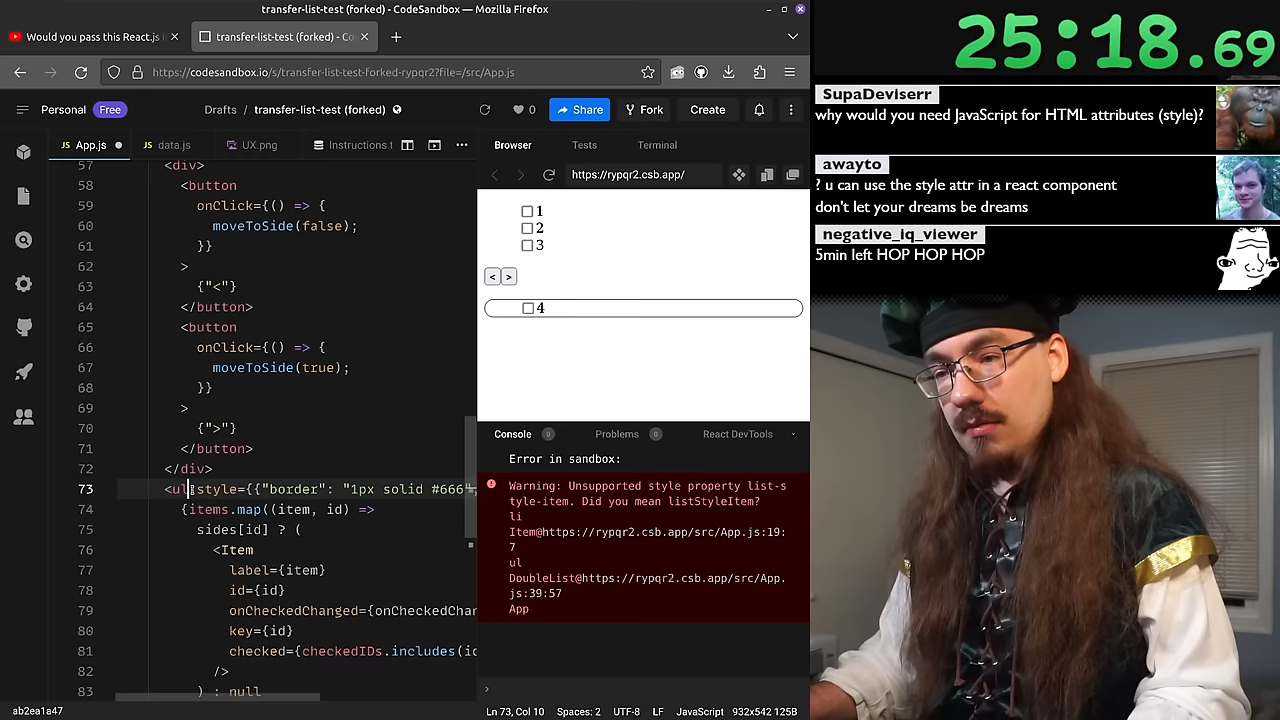 transfer-list-test (forked) - CodeSandbox — Mozilla Firefox
Would you pass this React.js i
transfer-list-test (forked) - Co
https://codesandbox.io/s/transfer-list-test-forked-rypqr2?file=/src/App.js
Personal Free Drafts / transfer-list-test (forked) 0 Share Fork Create
JS App.js JS data.js UX.png Instructions.t
57 <div>
58 <button
59 onClick={() => {
60 moveToSide(false);
61 }}
62 >
63 {"<"}
64 </button>
65 <button
66 onClick={() => {
67 moveToSide(true);
68 }}
69 >
70 {">"}
71 </button>
72 </div>
73 <ul style={{"border": "1px solid #666"
74 {items.map((item, id) =>
75 sides[id] ? (
76 <Item
77 label={item}
78 id={id}
79 onCheckedChanged={onCheckedChan
80 key={id}
81 checked={checkedIDs.includes(id
82 />
83 ) : null
Browser Tests Terminal
https://rypqr2.csb.app/
1
2
3
< >
4
Console 0 Problems 0 React DevTools
Error in sandbox:
Warning: Unsupported style property list-s
tyle-item. Did you mean listStyleItem?
li
Item@https://rypqr2.csb.app/src/App.js:19:
7
ul
DoubleList@https://rypqr2.csb.app/src/App.
js:39:57
App
›
ab2ea1a47
Ln 73, Col 10 Spaces: 2 UTF-8 LF JavaScript 932x542 125B
25:18.69
SupaDeviserr
why would you need JavaScript for HTML attributes (style)?
awayto
? u can use the style attr in a react component
don't let your dreams be dreams
negative_iq_viewer
5min left HOP HOP HOP